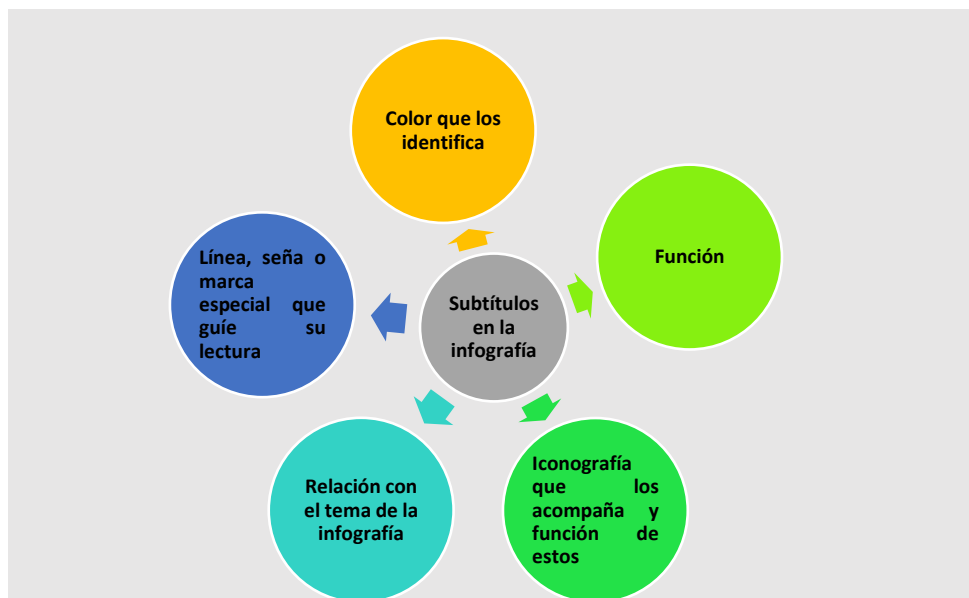 Color que los
identifica
Función
Línea, seña o
marca
especial que
guíe su
lectura
Subtítulos
en la
infografía
Relación con
el tema de la
infografía
Iconografía
que los
acompaña y
función de
estos